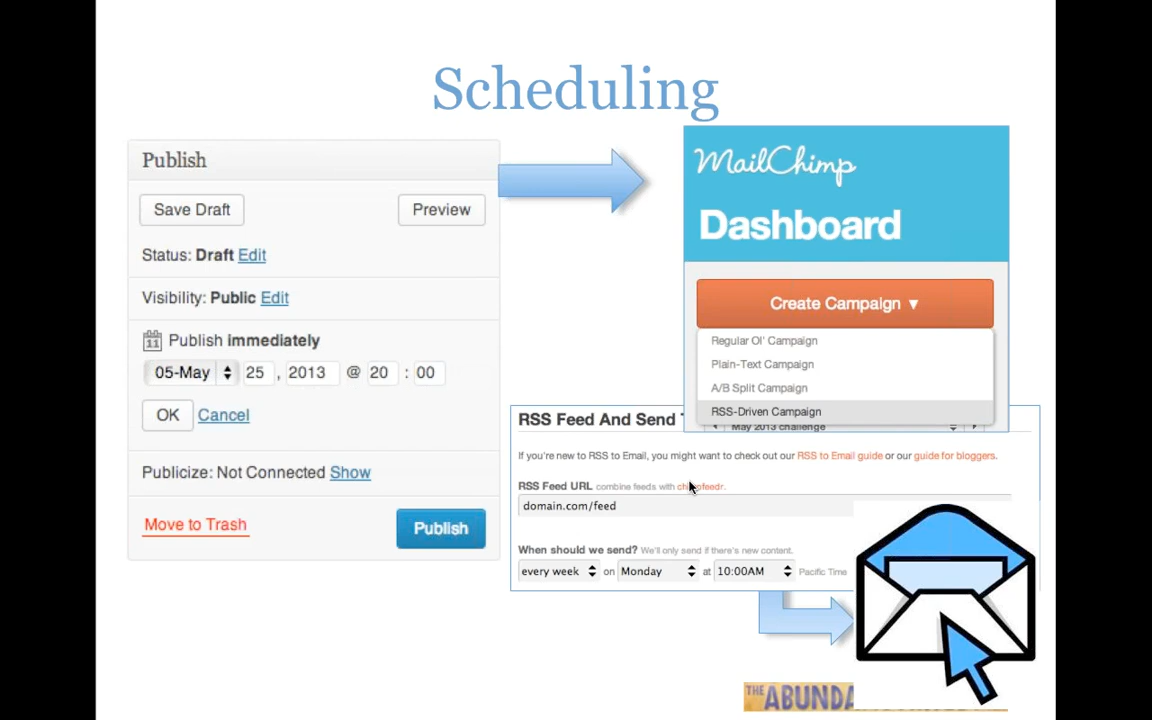 Scheduling
Publish
Save Draft
Preview
Status: Draft Edit
Visibility: Public Edit
11 Publish immediately
05-May 25 , 2013 @ 20 : 00
OK Cancel
Publicize: Not Connected Show
Move to Trash
Publish
MailChimp
Dashboard
Create Campaign ▼
Regular Ol' Campaign
Plain-Text Campaign
A/B Split Campaign
RSS-Driven Campaign
RSS Feed And Send
May 2013 challenge
If you're new to RSS to Email, you might want to check out our RSS to Email guide or our guide for bloggers.
RSS Feed URL combine feeds with
domain.com/feed
When should we send? We'll only send if there's new content.
every week on Monday at 10:00AM Pacific Time
THE